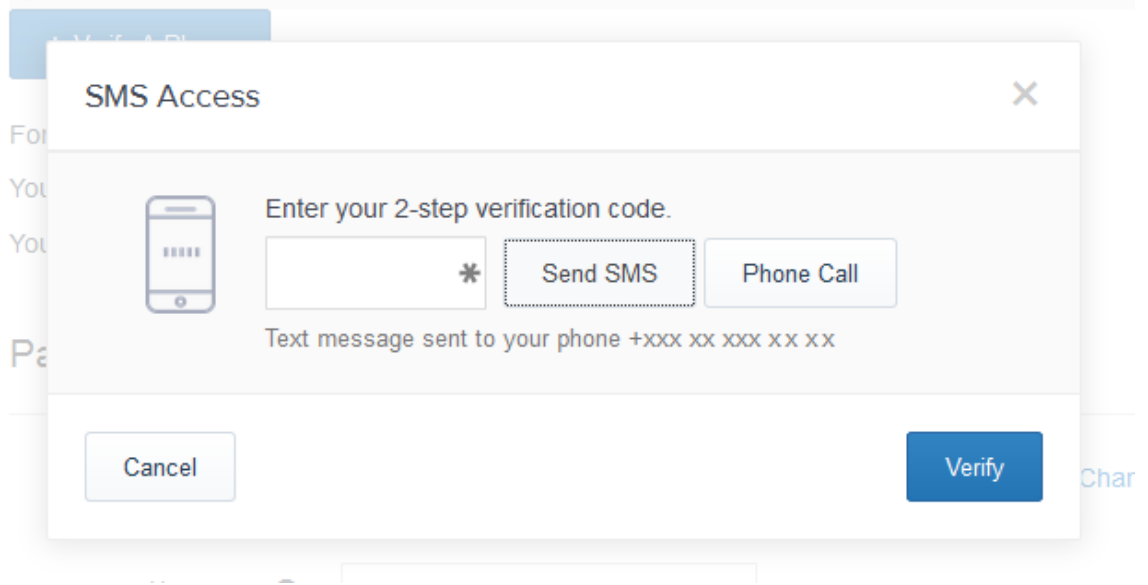 SMS Access
Enter your 2-step verification code.
Send SMS
Phone Call
Text message sent to your phone +xxx xx xxx xx xx
Cancel
Verify